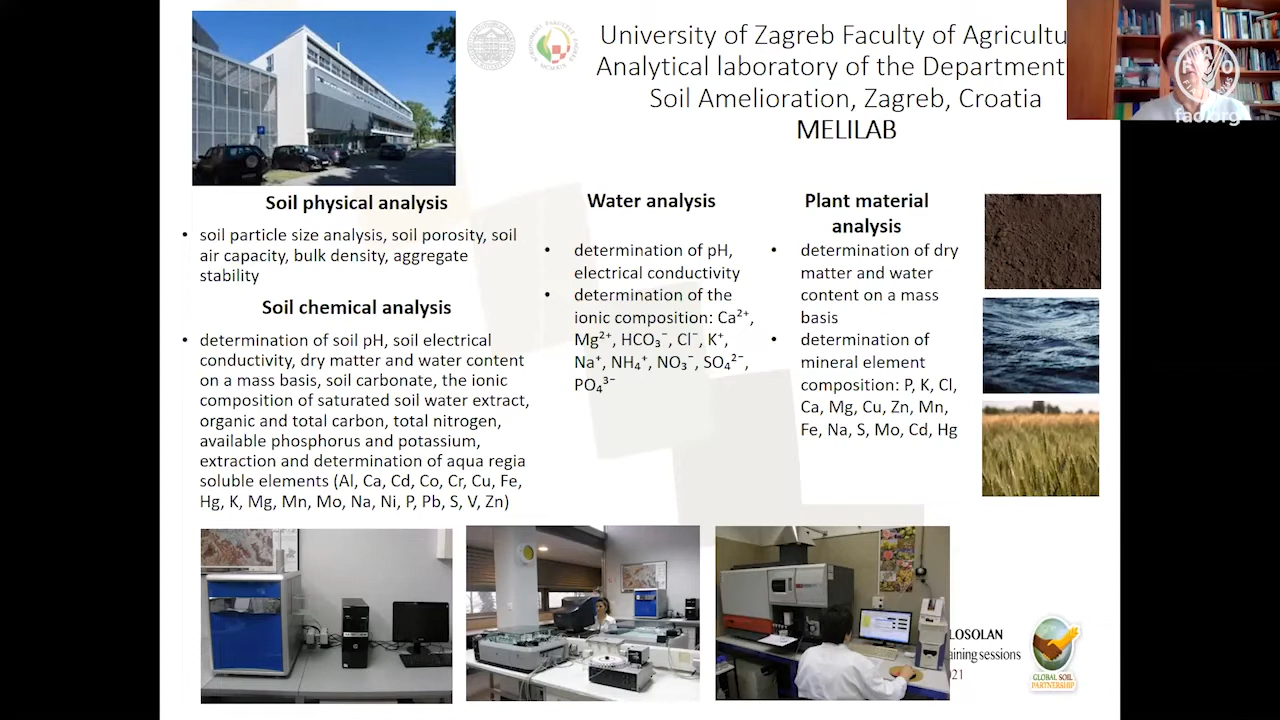 University of Zagreb Faculty of Agricultu
Analytical laboratory of the Department
Soil Amelioration, Zagreb, Croatia
MELILAB
FAO
fao.org
Soil physical analysis
• soil particle size analysis, soil porosity, soil
air capacity, bulk density, aggregate
stability
Soil chemical analysis
• determination of soil pH, soil electrical
conductivity, dry matter and water content
on a mass basis, soil carbonate, the ionic
composition of saturated soil water extract,
organic and total carbon, total nitrogen,
available phosphorus and potassium,
extraction and determination of aqua regia
soluble elements (Al, Ca, Cd, Co, Cr, Cu, Fe,
Hg, K, Mg, Mn, Mo, Na, Ni, P, Pb, S, V, Zn)
Water analysis
• determination of pH,
electrical conductivity
• determination of the
ionic composition: Ca²⁺,
Mg²⁺, HCO₃⁻, Cl⁻, K⁺,
Na⁺, NH₄⁺, NO₃⁻, SO₄²⁻,
PO₄³⁻
Plant material
analysis
• determination of dry
matter and water
content on a mass
basis
• determination of
mineral element
composition: P, K, Cl,
Ca, Mg, Cu, Zn, Mn,
Fe, Na, S, Mo, Cd, Hg
LOSOLAN
aining sessions
21
GLOBAL SOIL
PARTNERSHIP